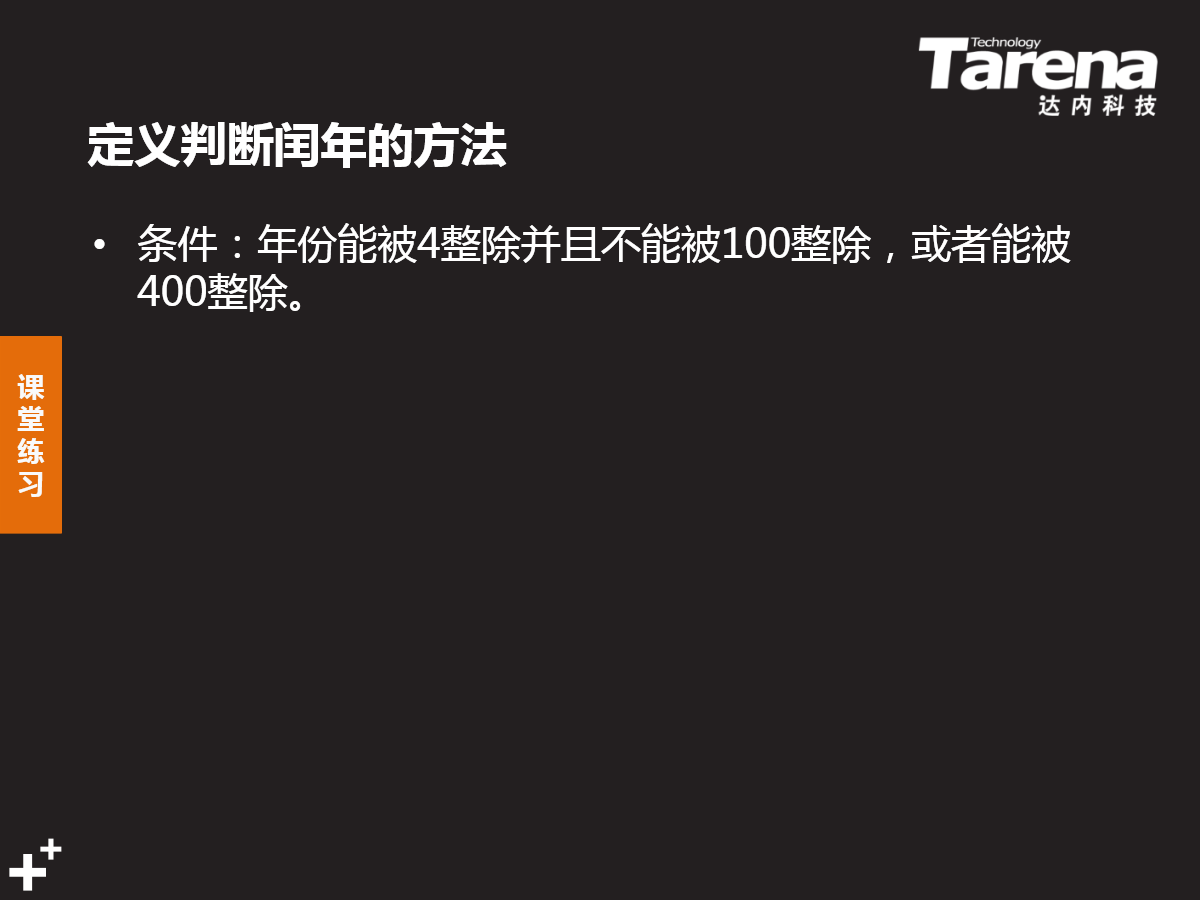 Technology
Tarena
达内科技
定义判断闰年的方法
• 条件：年份能被4整除并且不能被100整除，或者能被
400整除。
课堂练习